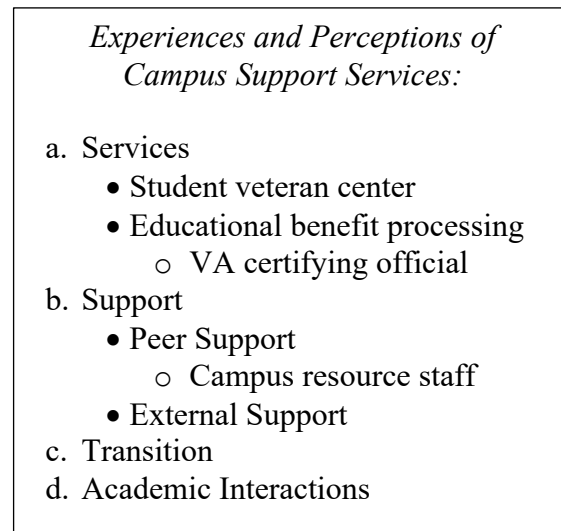 Experiences and Perceptions of
Campus Support Services:
a. Services
• Student veteran center
• Educational benefit processing
o VA certifying official
b. Support
• Peer Support
o Campus resource staff
• External Support
c. Transition
d. Academic Interactions